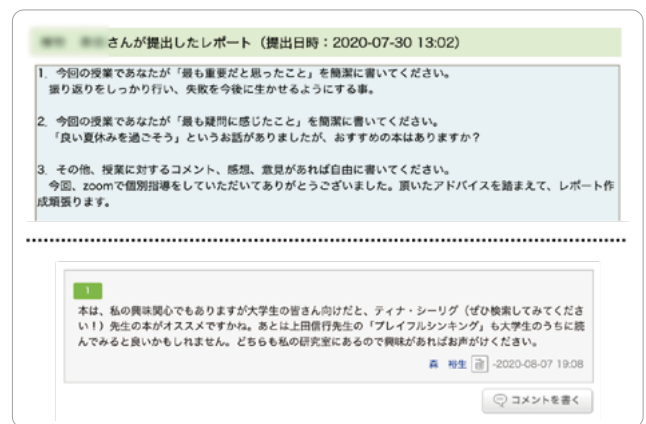 さんが提出したレポート（提出日時：2020-07-30 13:02）
1. 今回の授業であなたが「最も重要だと思ったこと」を簡潔に書いてください。
振り返りをしっかり行い、失敗を今後に生かせるようにする事。
2. 今回の授業であなたが「最も疑問に感じたこと」を簡潔に書いてください。
「良い夏休みを過ごそう」というお話がありましたが、おすすめの本はありますか？
3. その他、授業に対するコメント、感想、意見があれば自由に書いてください。
今回、zoomで個別指導をしていただいてありがとうございました。頂いたアドバイスを踏まえて、レポート作
成頑張ります。
1
本は、私の興味関心でもありますが大学生の皆さん向けだと、ティナ・シーリグ（ぜひ検索してみてくださ
い！）先生の本がオススメですかね。あとは上田信行先生の「プレイフルシンキング」も大学生のうちに読
んでみると良いかもしれません。どちらも私の研究室にあるので興味があればお声がけください。
森 裕生 -2020-08-07 19:08
コメントを書く